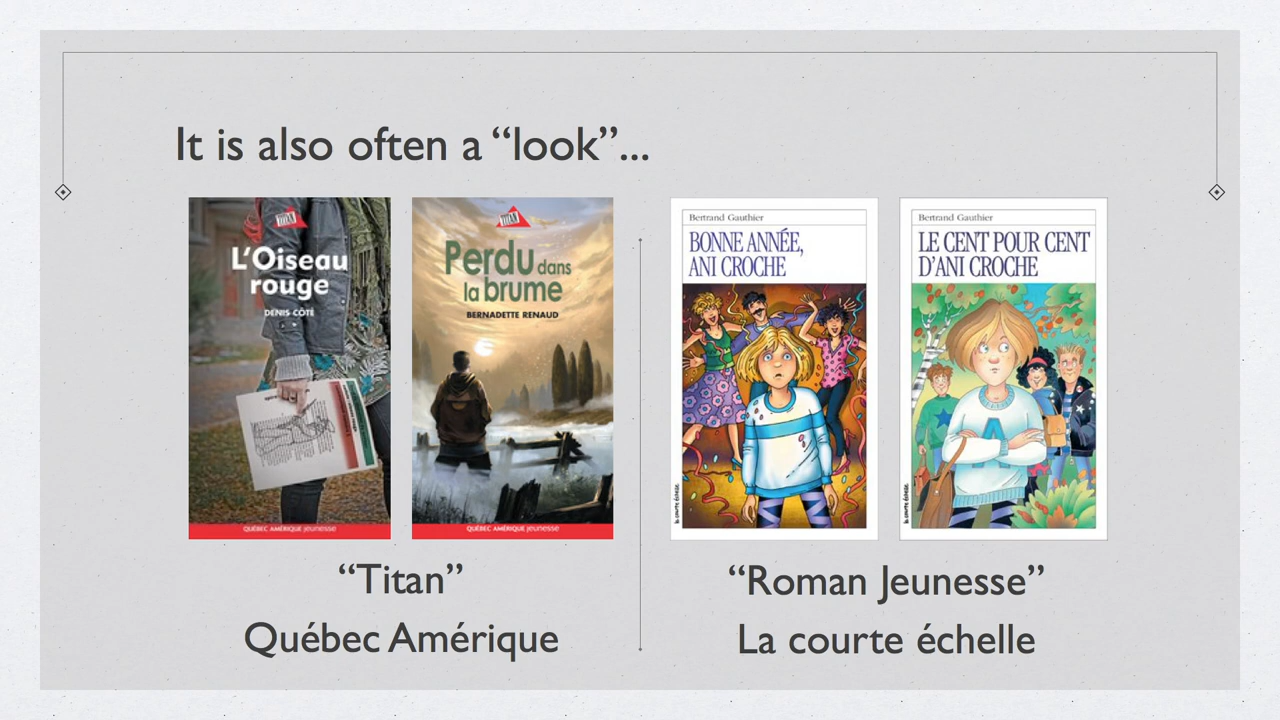 It is also often a “look”...
TITAN
L’Oiseau
rouge
DENIS CÔTÉ
QUÉBEC AMÉRIQUE jeunesse
TITAN
Perdu dans
la brume
BERNADETTE RENAUD
QUÉBEC AMÉRIQUE jeunesse
Bertrand Gauthier
BONNE ANNÉE,
ANI CROCHE
la courte échelle
Bertrand Gauthier
LE CENT POUR CENT
D’ANI CROCHE
A
la courte échelle
“Titan”
Québec Amérique
“Roman Jeunesse”
La courte échelle